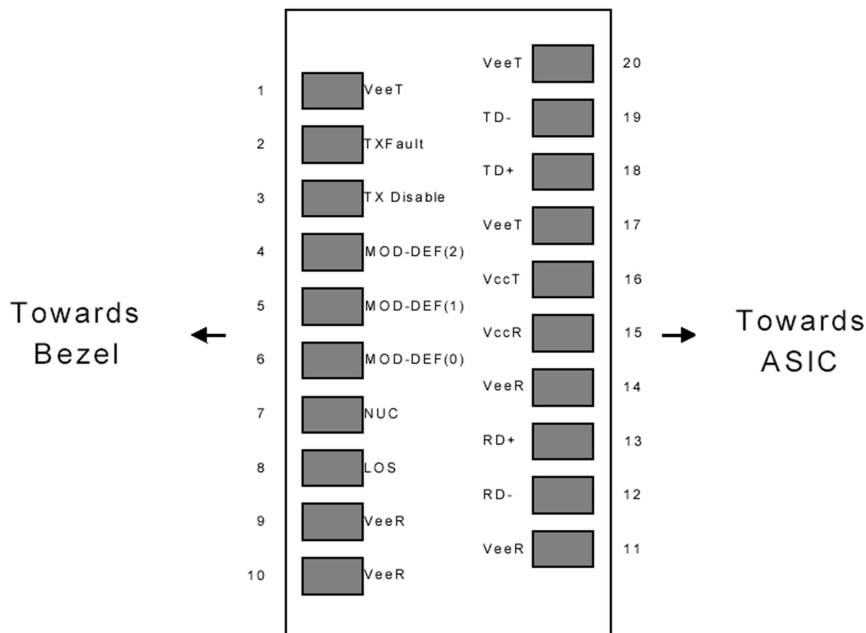 VeeT 20
1 VeeT
TD- 19
2 TXFault
TD+ 18
3 TX Disable
VeeT 17
4 MOD-DEF(2)
VccT 16
5 MOD-DEF(1)
VccR 15
6 MOD-DEF(0)
VeeR 14
7 NUC
RD+ 13
8 LOS
RD- 12
9 VeeR
VeeR 11
10 VeeR
Towards
Bezel
Towards
ASIC